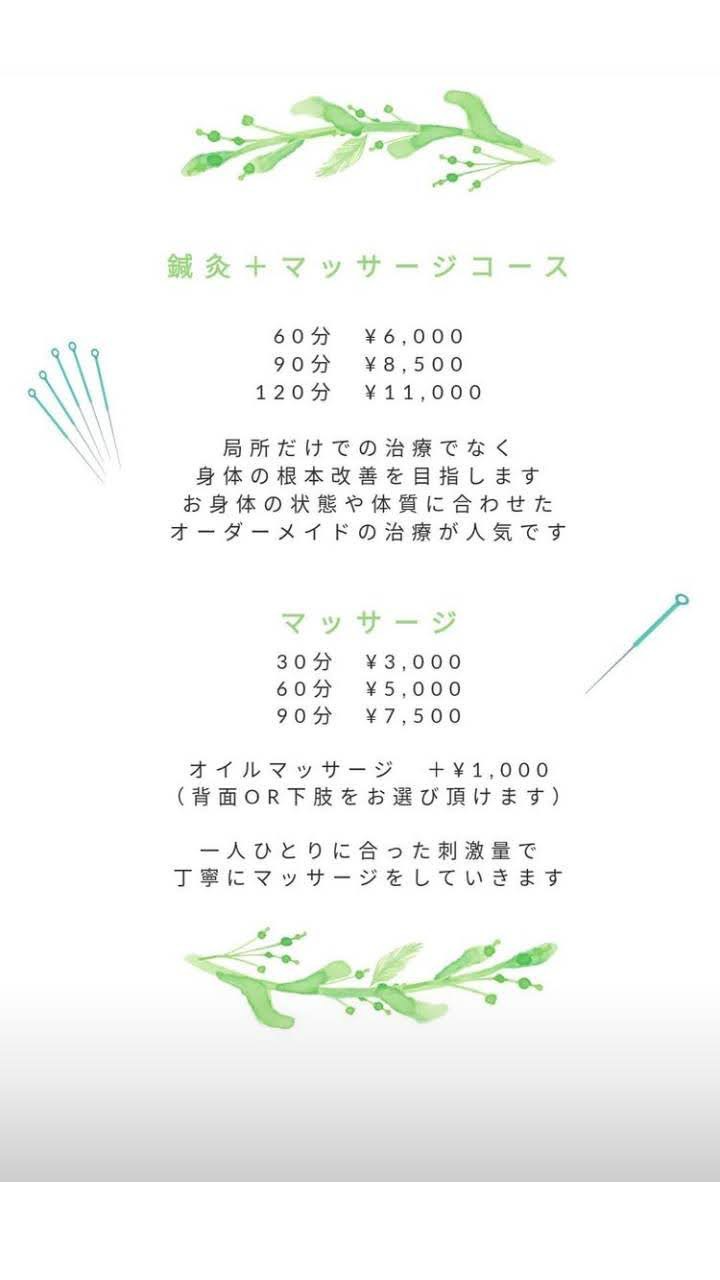 鍼灸＋マッサージコース
60分　¥6,000
90分　¥8,500
120分　¥11,000
局所だけでの治療でなく
身体の根本改善を目指します
お身体の状態や体質に合わせた
オーダーメイドの治療が人気です
マッサージ
30分　¥3,000
60分　¥5,000
90分　¥7,500
オイルマッサージ　＋¥1,000
（背面OR下肢をお選び頂けます）
一人ひとりに合った刺激量で
丁寧にマッサージをしていきます